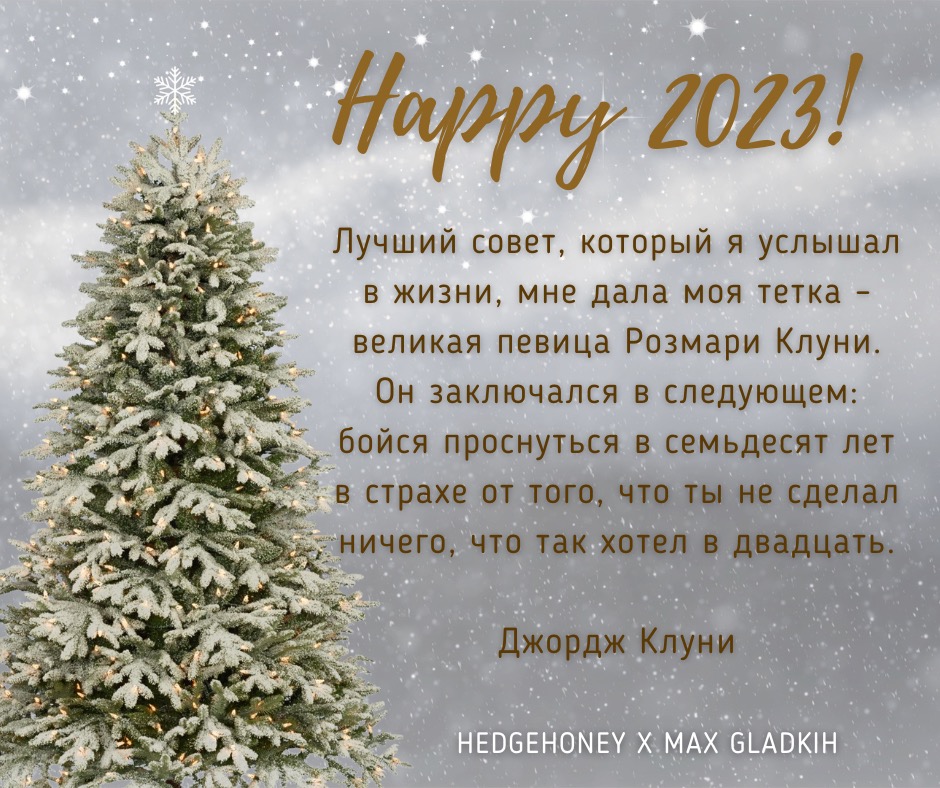 Happy 2023!
Лучший совет, который я услышал
в жизни, мне дала моя тетка –
великая певица Розмари Клуни.
Он заключался в следующем:
бойся проснуться в семьдесят лет
в страхе от того, что ты не сделал
ничего, что так хотел в двадцать.
Джордж Клуни
HEDGEHONEY X MAX GLADKIH